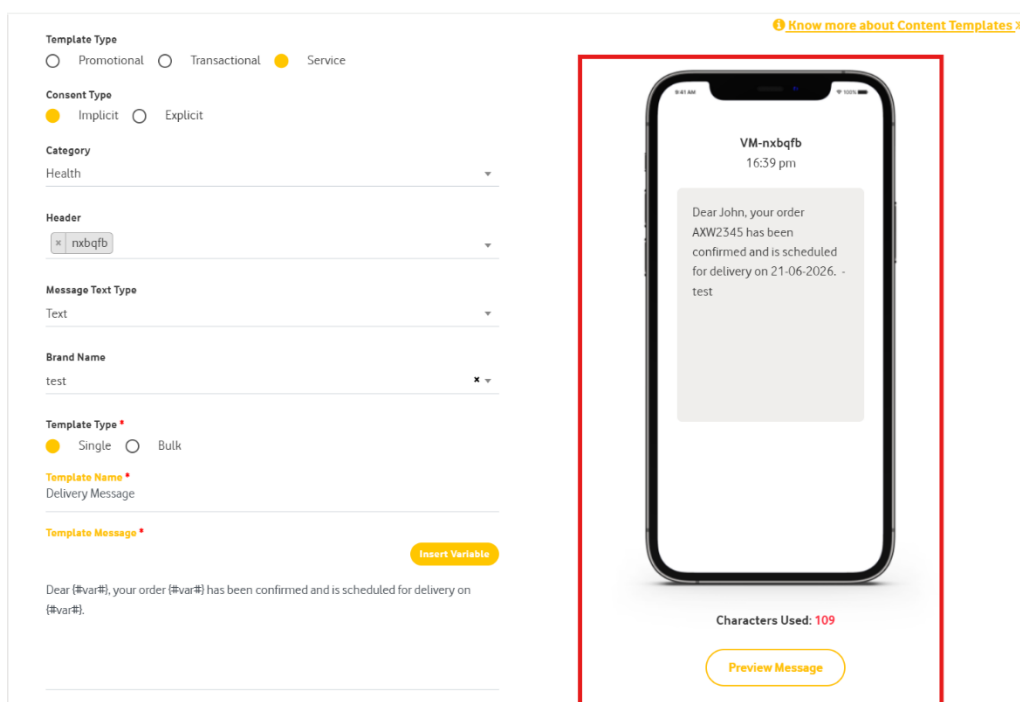 Know more about Content Templates
Template Type
Promotional Transactional Service
Consent Type
Implicit Explicit
Category
Health
Header
× nxbqfb
Message Text Type
Text
Brand Name
test
×
Template Type *
Single Bulk
Template Name *
Delivery Message
Template Message *
Insert Variable
Dear {#var#}, your order {#var#} has been confirmed and is scheduled for delivery on
{#var#}.
9:41 AM 100%
VM-nxbqfb
16:39 pm
Dear John, your order
AXW2345 has been
confirmed and is scheduled
for delivery on 21-06-2026. -
test
Characters Used: 109
Preview Message